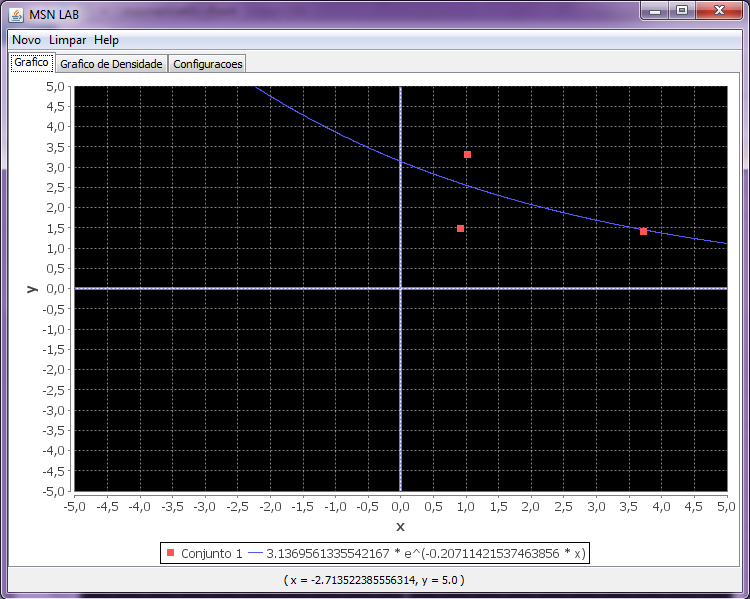 MSN LAB
Novo Limpar Help
Grafico Grafico de Densidade Configuracoes
5,0
4,5
4,0
3,5
3,0
2,5
2,0
1,5
1,0
0,5
0,0
-0,5
-1,0
-1,5
-2,0
-2,5
-3,0
-3,5
-4,0
-4,5
-5,0
y
-5,0 -4,5 -4,0 -3,5 -3,0 -2,5 -2,0 -1,5 -1,0 -0,5 0,0 0,5 1,0 1,5 2,0 2,5 3,0 3,5 4,0 4,5 5,0
x
Conjunto 1 3.1369561335542167 * e^(-0.20711421537463856 * x)
( x = -2.713522385556314, y = 5.0 )